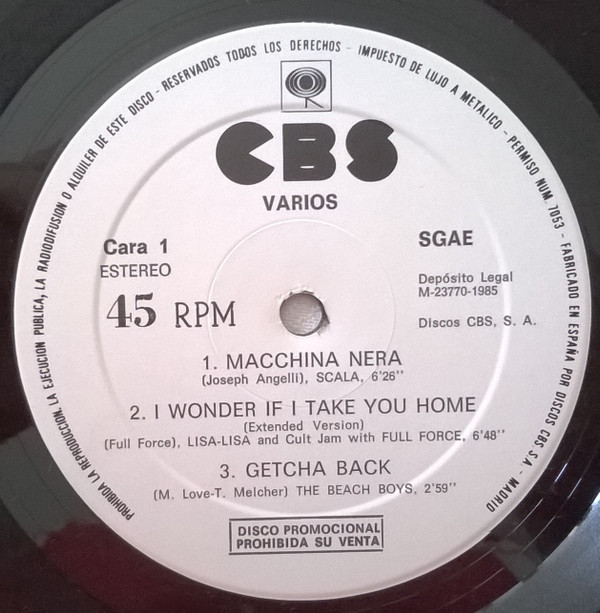 PROHIBIDA LA REPRODUCCION, LA EJECUCION PUBLICA, LA RADIODIFUSION O ALQUILER DE ESTE DISCO - RESERVADOS TODOS LOS DERECHOS - IMPUESTO DE LUJO A METALICO - PERMISO NUM. 7053 - FABRICADO EN ESPAÑA POR DISCOS CBS S.A. MADRID
CBS
VARIOS
Cara 1
ESTEREO
45 RPM
SGAE
Depósito Legal
M-23770-1985
Discos CBS, S. A.
1. MACCHINA NERA
(Joseph Angelli), SCALA, 6'26''
2. I WONDER IF I TAKE YOU HOME
(Extended Version)
(Full Force), LISA-LISA and Cult Jam with FULL FORCE, 6'48''
3. GETCHA BACK
(M. Love-T. Melcher) THE BEACH BOYS, 2'59''
DISCO PROMOCIONAL
PROHIBIDA SU VENTA